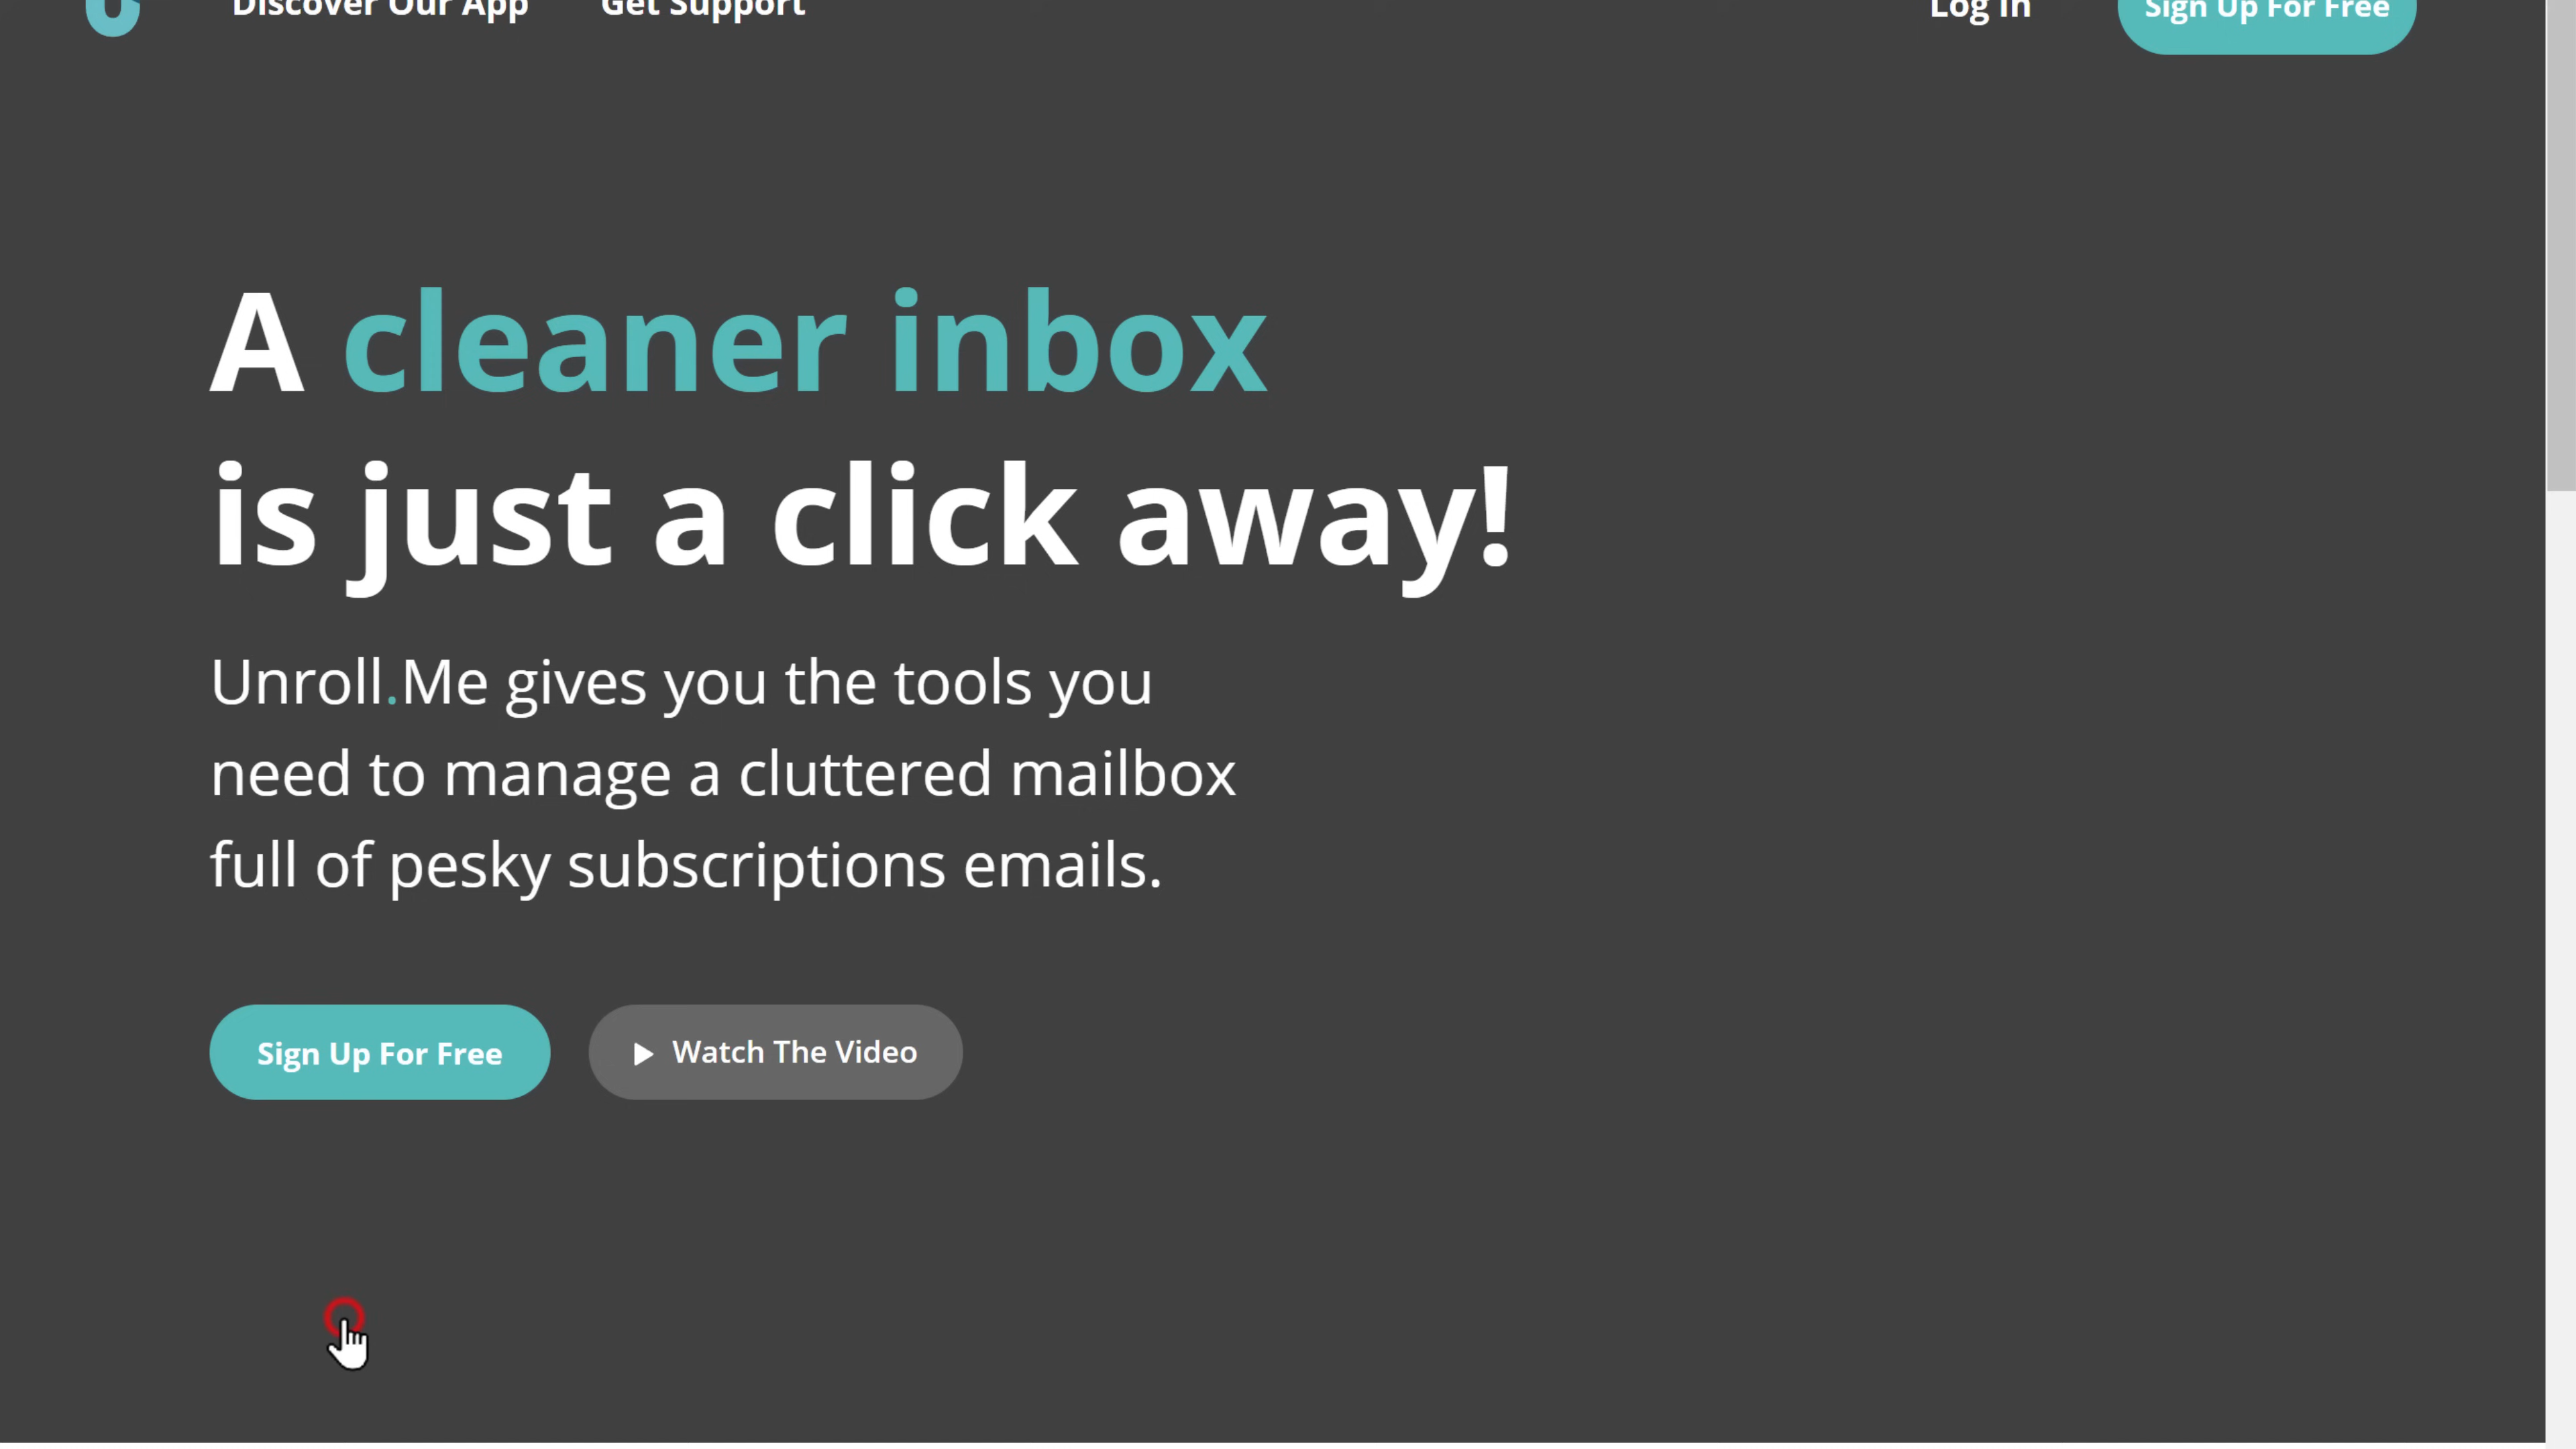 Discover Our App Get Support Log In Sign Up For Free
A cleaner inbox
is just a click away!
Unroll.Me gives you the tools you
need to manage a cluttered mailbox
full of pesky subscriptions emails.
Sign Up For Free Watch The Video